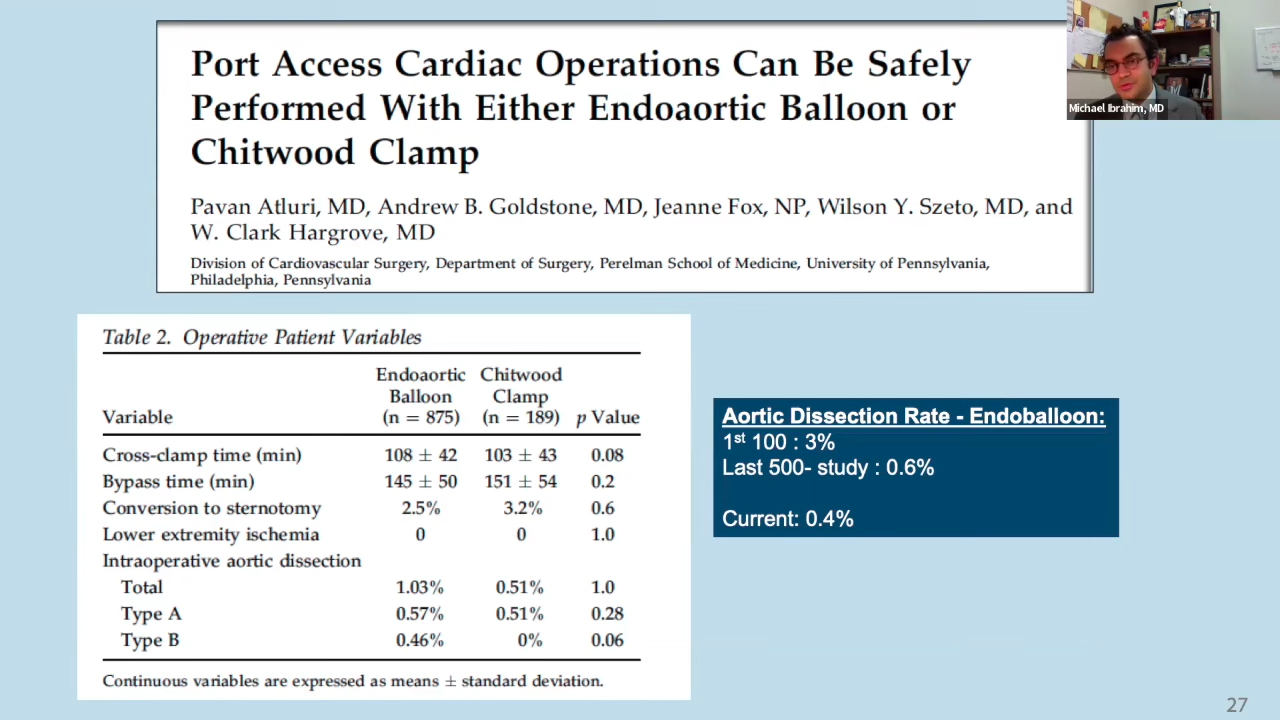 Port Access Cardiac Operations Can Be Safely
Performed With Either Endoaortic Balloon or
Chitwood Clamp
Pavan Atluri, MD, Andrew B. Goldstone, MD, Jeanne Fox, NP, Wilson Y. Szeto, MD, and
W. Clark Hargrove, MD
Division of Cardiovascular Surgery, Department of Surgery, Perelman School of Medicine, University of Pennsylvania,
Philadelphia, Pennsylvania
Michael Ibrahim, MD
Table 2. Operative Patient Variables
Endoaortic Chitwood
Balloon Clamp
Variable (n = 875) (n = 189) p Value
Cross-clamp time (min) 108 ± 42 103 ± 43 0.08
Bypass time (min) 145 ± 50 151 ± 54 0.2
Conversion to sternotomy 2.5% 3.2% 0.6
Lower extremity ischemia 0 0 1.0
Intraoperative aortic dissection
Total 1.03% 0.51% 1.0
Type A 0.57% 0.51% 0.28
Type B 0.46% 0% 0.06
Continuous variables are expressed as means ± standard deviation.
Aortic Dissection Rate - Endoballoon:
1st 100 : 3%
Last 500- study : 0.6%
Current: 0.4%
27